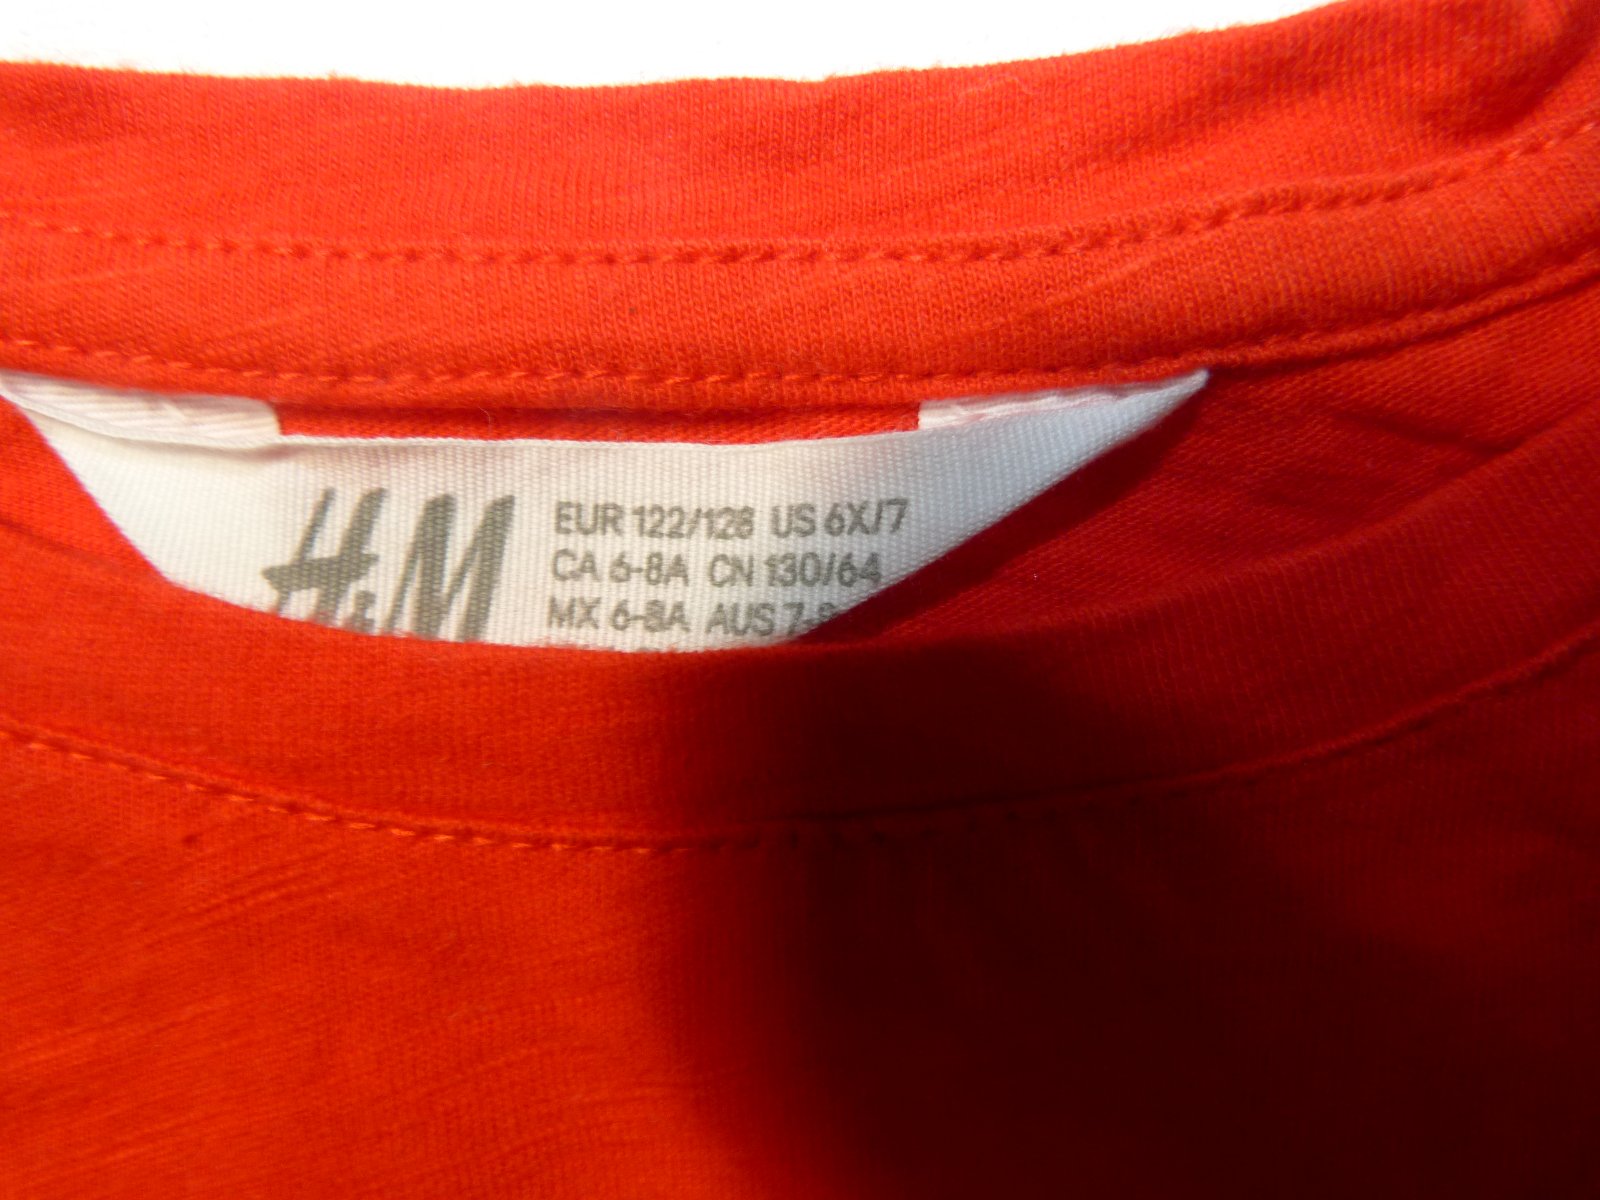 H&M
EUR 122/128 US 6X/7
CA 6-8A CN 130/64
MX 6-8A AUS